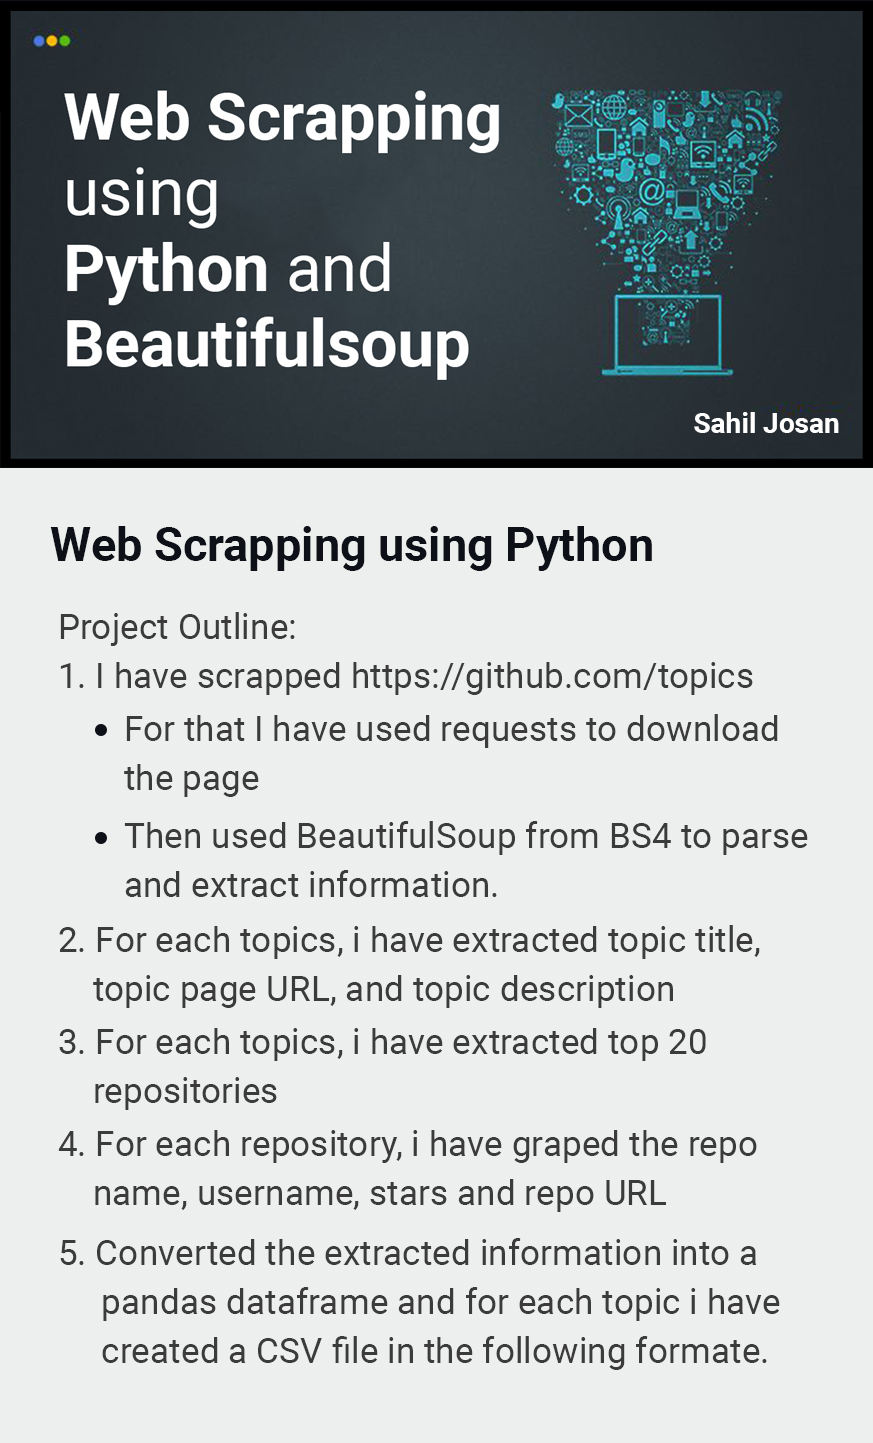 Web Scrapping
using
Python and
Beautifulsoup
Sahil Josan
Web Scrapping using Python
Project Outline:
1. I have scrapped https://github.com/topics
• For that I have used requests to download
the page
• Then used BeautifulSoup from BS4 to parse
and extract information.
2. For each topics, i have extracted topic title,
topic page URL, and topic description
3. For each topics, i have extracted top 20
repositories
4. For each repository, i have graped the repo
name, username, stars and repo URL
5. Converted the extracted information into a
pandas dataframe and for each topic i have
created a CSV file in the following formate.